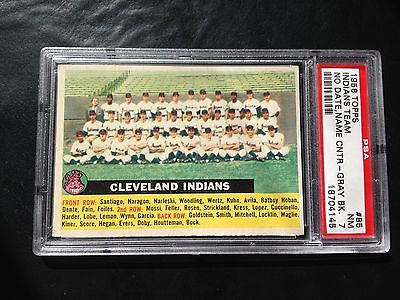 CLEVELAND INDIANS
FRONT ROW: Santiago, Naragon, Narleski, Woodling, Wertz, Kuhn, Avila, Batboy Hoban,
Dente, Fain, Foiles. 2nd ROW: Mossi, Feller, Rosen, Strickland, Kress, Lopez, Cuccinello,
Harder, Lobe, Lemon, Wynn, Garcia. BACK ROW: Goldstein, Smith, Mitchell, Locklin, Maglie,
Kiner, Score, Hegan, Evers, Doby, Houtteman, Bock.
1956 TOPPS
INDIANS TEAM
NO DATE,NAME CNTR-GRAY BK.
PSA
#85
NM
7
18704145